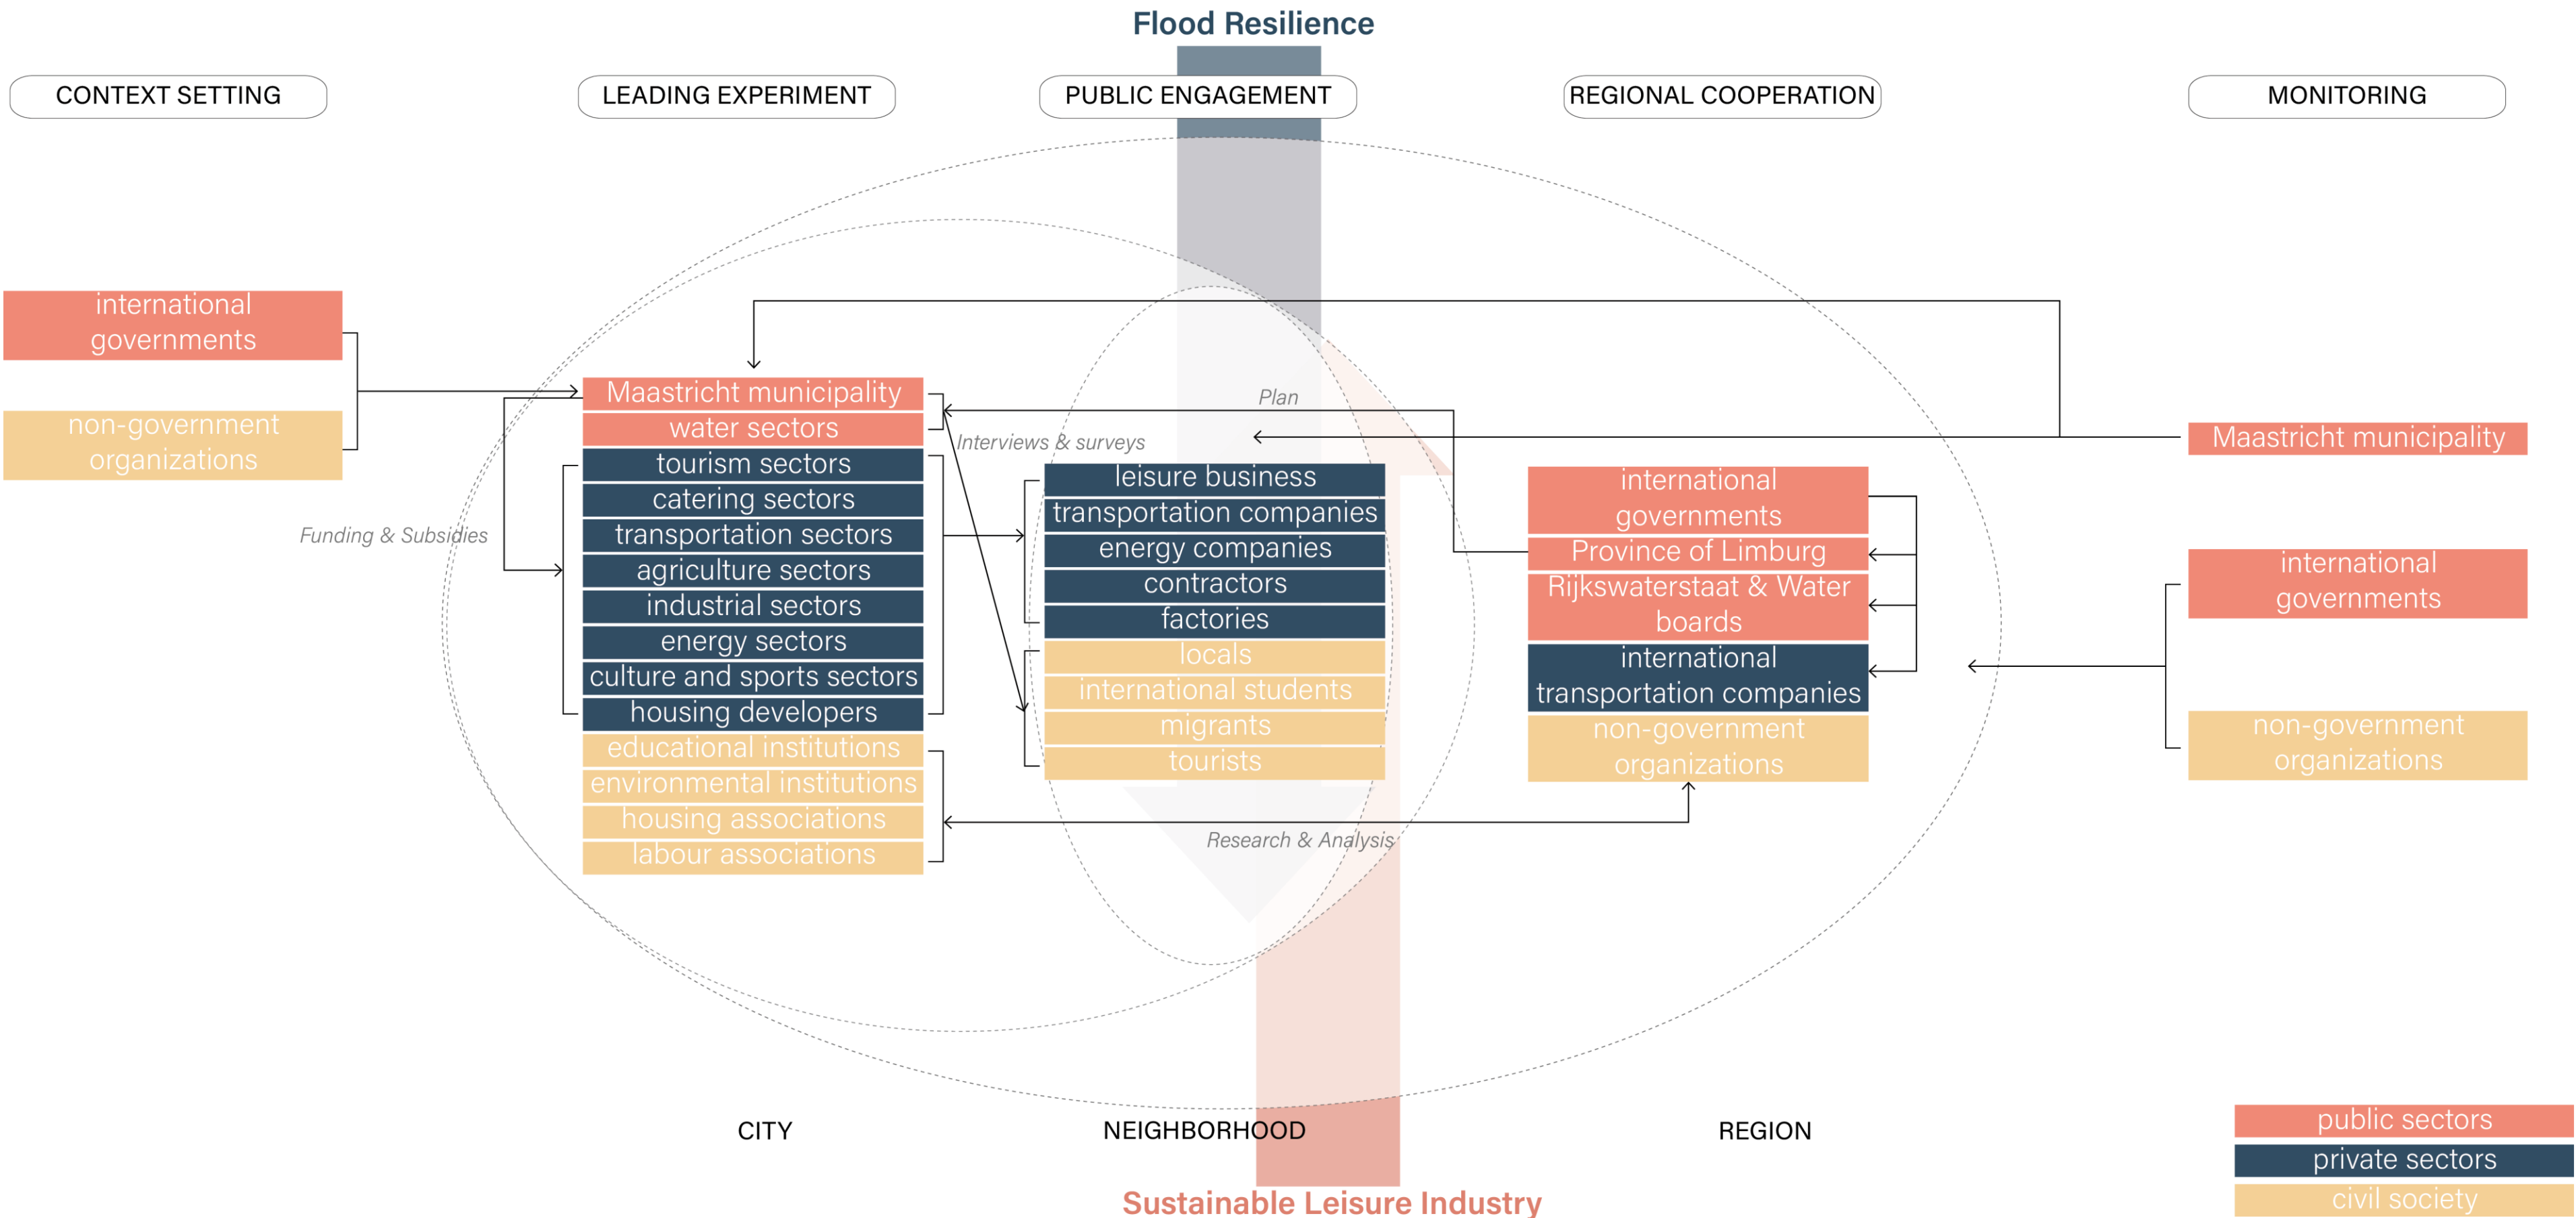 Flood Resilience
CONTEXT SETTING
LEADING EXPERIMENT
PUBLIC ENGAGEMENT
REGIONAL COOPERATION
MONITORING
international
governments
non-government
organizations
Funding & Subsidies
Maastricht municipality
water sectors
tourism sectors
catering sectors
transportation sectors
agriculture sectors
industrial sectors
energy sectors
culture and sports sectors
housing developers
educational institutions
environmental institutions
housing associations
labour associations
Plan
Interviews & surveys
leisure business
transportation companies
energy companies
contractors
factories
locals
international students
migrants
tourists
Research & Analysis
international
governments
Province of Limburg
Rijkswaterstaat & Water
boards
international
transportation companies
non-government
organizations
Maastricht municipality
international
governments
non-government
organizations
CITY
NEIGHBORHOOD
REGION
public sectors
private sectors
civil society
Sustainable Leisure Industry